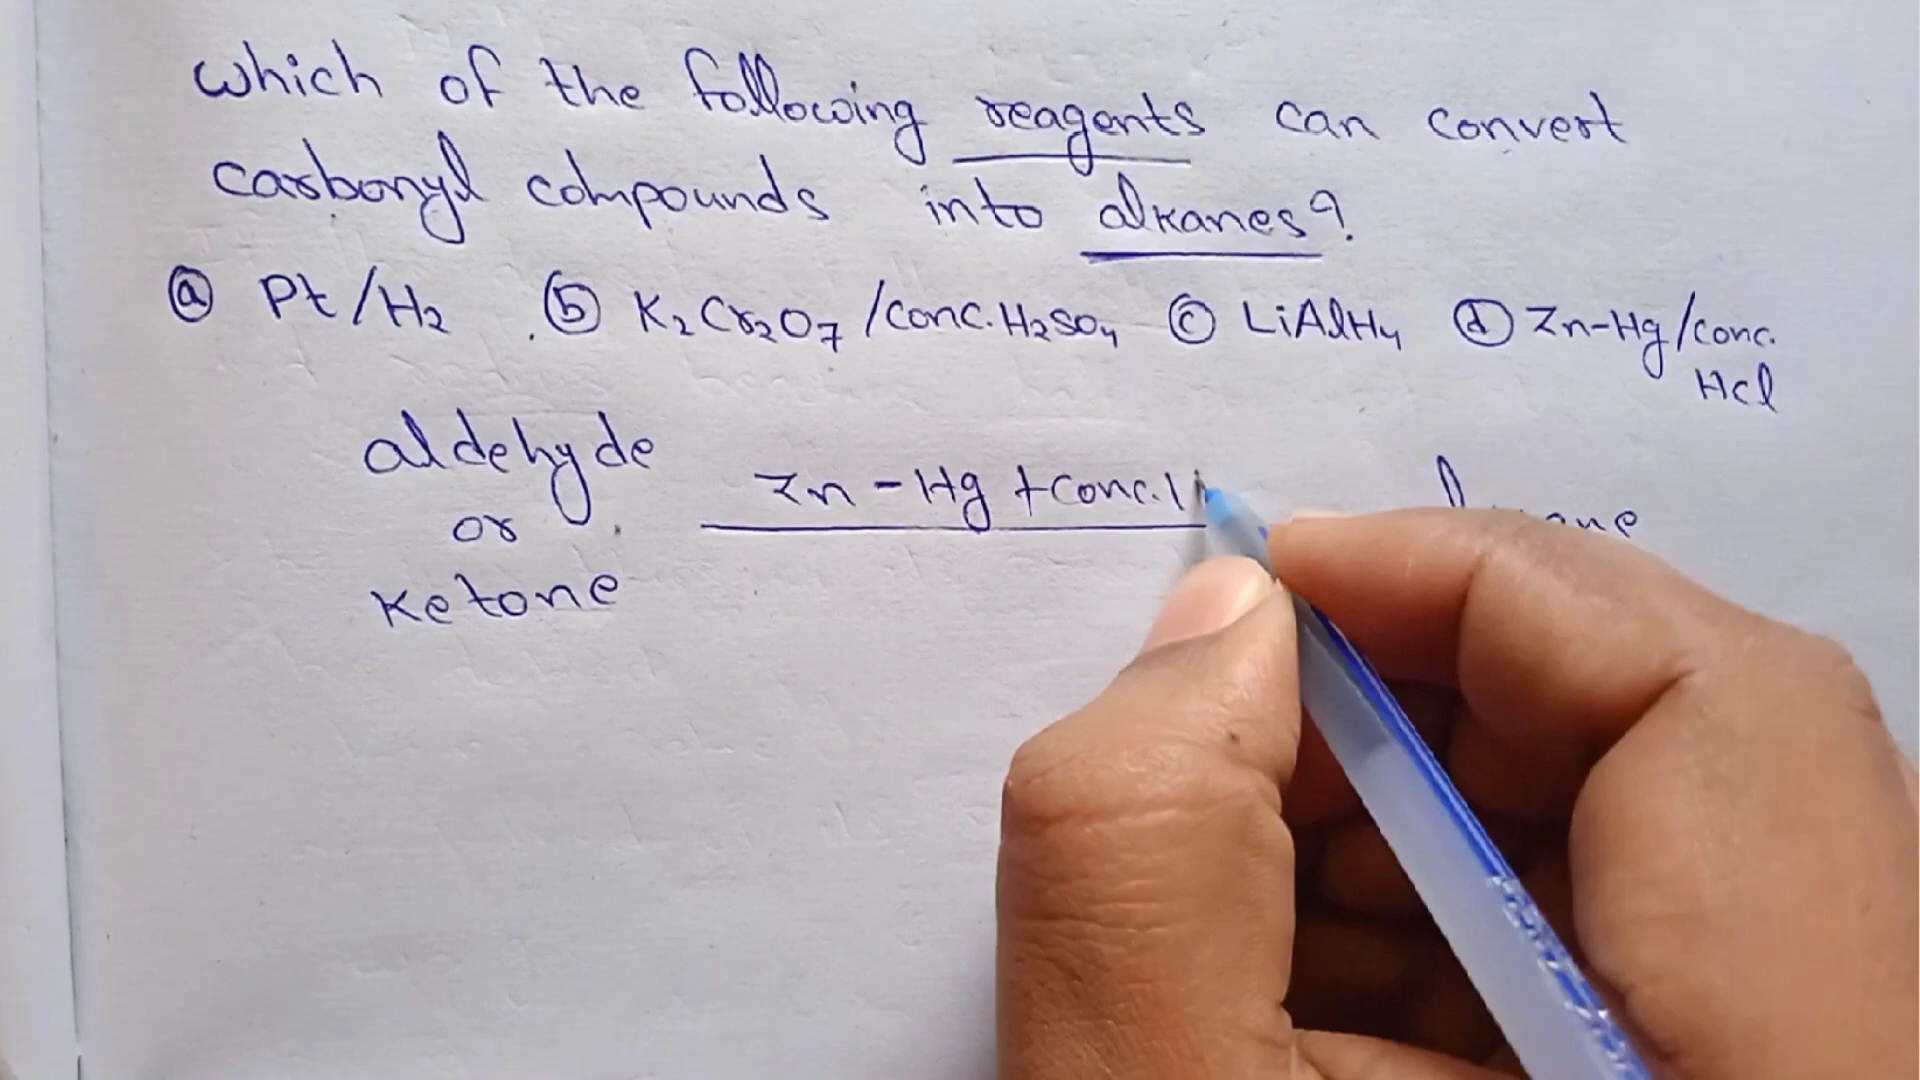 Which of the following reagents can convert
carbonyl compounds into alkanes?
ⓐ Pt/H2 ⓑ K2Cr2O7/conc.H2SO4 ⓒ LiAlH4 ⓓ Zn-Hg/conc.
HCl
aldehyde
Zn-Hg + conc.
or
Ketone